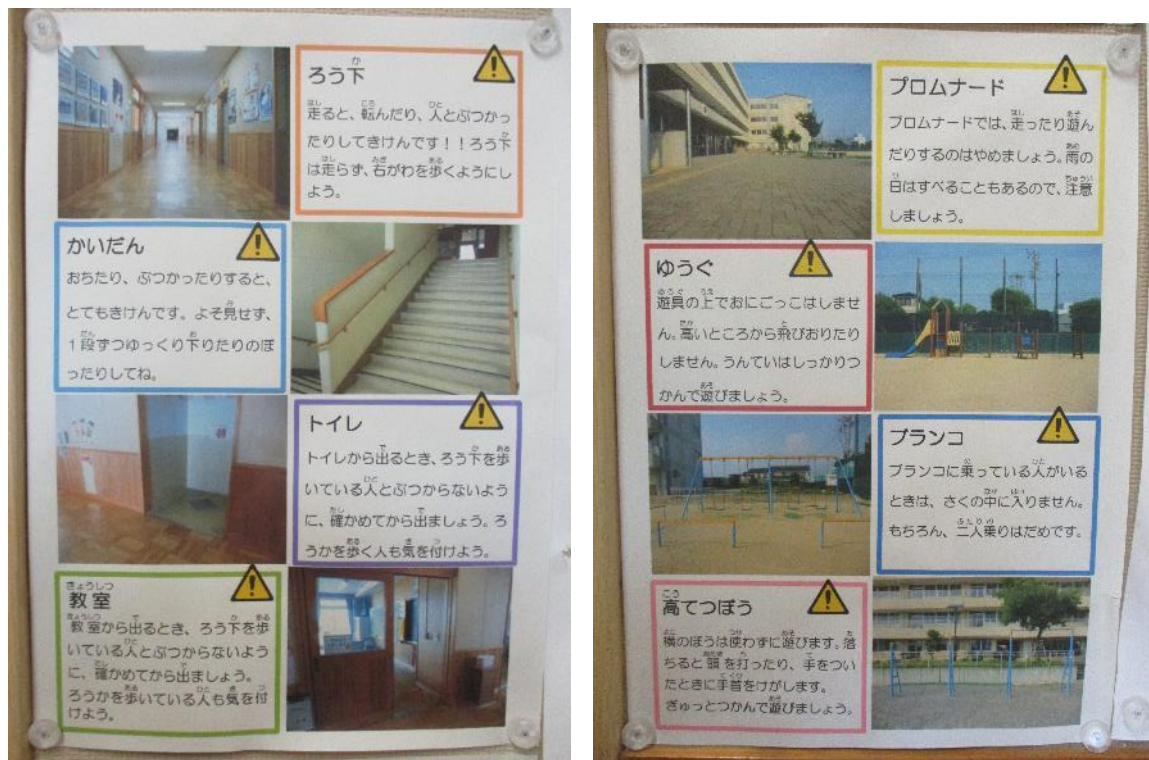 ろう下
走ると、転んだり、人とぶつかっ
たりしてきけんです！！ろう下
は走らず、右がわを歩くようにし
よう。
かいだん
おちたり、ぶつかったりすると、
とてもきけんです。よそ見せず、
１段ずつゆっくり下りたりのぼ
ったりしてね。
トイレ
トイレから出るとき、ろう下を歩
いている人とぶつからないよう
に、確かめてから出ましょう。ろ
うかを歩く人も気を付けよう。
教室
教室から出るとき、ろう下を歩
いている人とぶつからないよう
に、確かめてから出ましょう。
ろうかを歩いている人も気を付
けよう。
プロムナード
プロムナードでは、走ったり遊ん
だりするのはやめましょう。雨の
日はすべることもあるので、注意
しましょう。
ゆうぐ
遊具の上でおにごっこはしませ
ん。高いところから飛びおりたり
しません。うんていはしっかりつ
かんで遊びましょう。
ブランコ
ブランコに乗っている人がいる
ときは、さくの中に入りません。
もちろん、二人乗りはだめです。
高てつぼう
横のぼうは使わずに遊びます。落
ちると頭を打ったり、手をつい
たときに手首をけがします。
ぎゅっとつかんで遊びましょう。